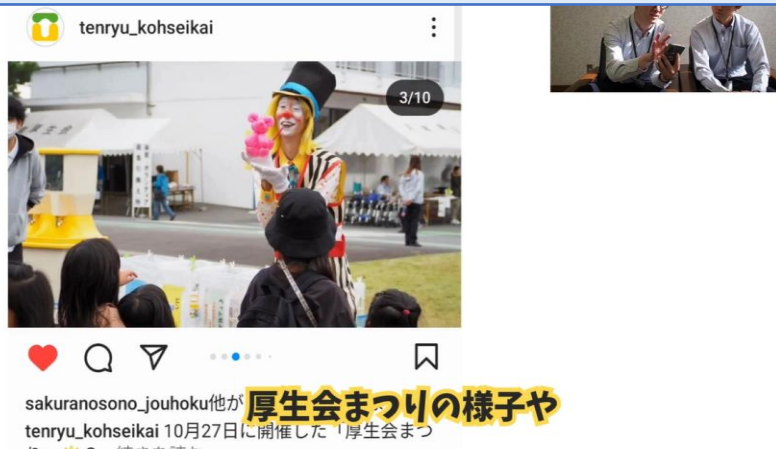 tenryu_kohseikai
3/10
sakuranosono_jouhoku他が
厚生会まつりの様子や
tenryu_kohseikai 10月27日に開催した「厚生会まつ